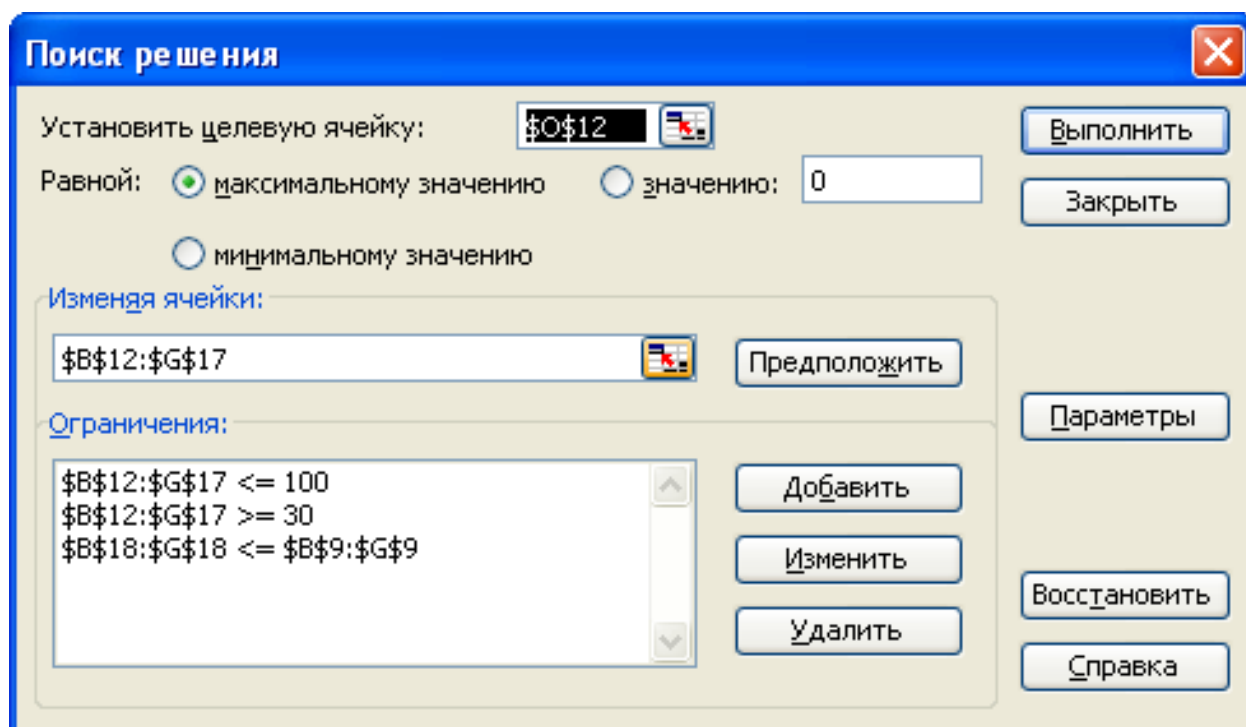 Поиск решения
Установить целевую ячейку: $O$12
Выполнить
Равной: максимальному значению значению: 0
Закрыть
минимальному значению
Изменяя ячейки:
$B$12:$G$17
Предположить
Параметры
Ограничения:
$B$12:$G$17 <= 100
$B$12:$G$17 >= 30
$B$18:$G$18 <= $B$9:$G$9
Добавить
Изменить
Удалить
Восстановить
Справка